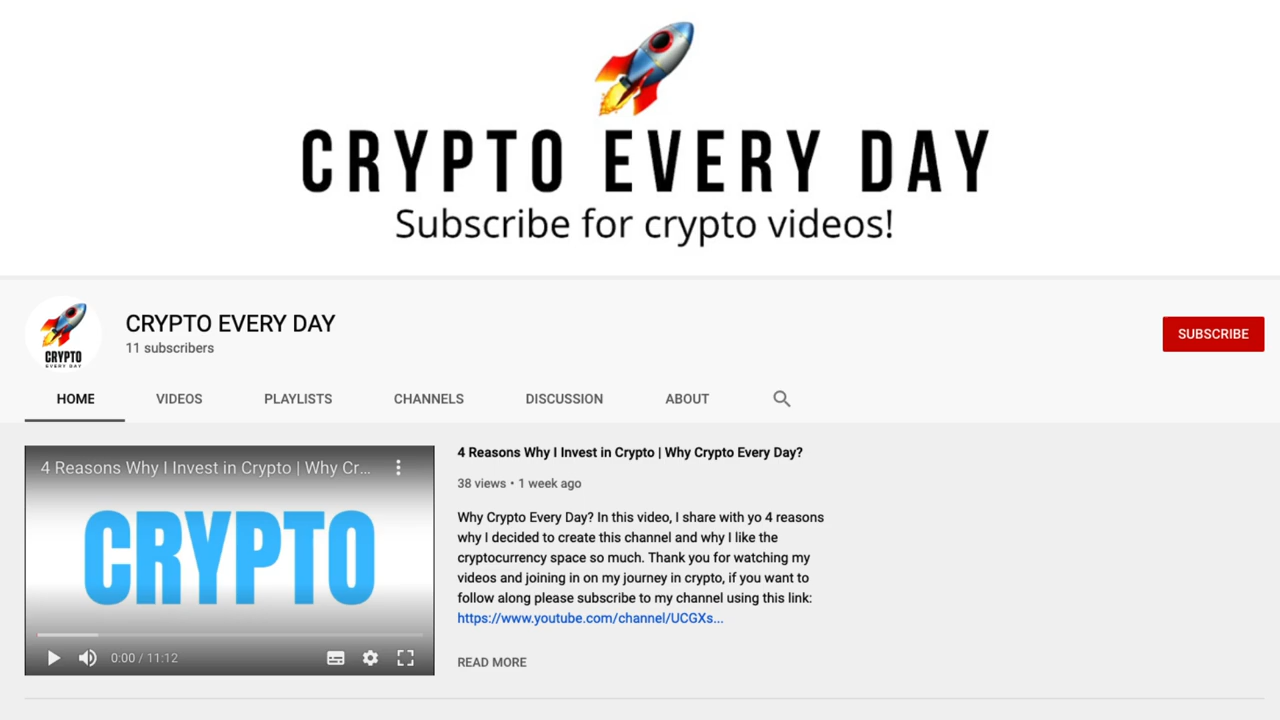 CRYPTO EVERY DAY
Subscribe for crypto videos!
CRYPTO
EVERY DAY
CRYPTO EVERY DAY
11 subscribers
SUBSCRIBE
HOME
VIDEOS
PLAYLISTS
CHANNELS
DISCUSSION
ABOUT
4 Reasons Why I Invest in Crypto | Why Cr...
CRYPTO
0:00 / 11:12
4 Reasons Why I Invest in Crypto | Why Crypto Every Day?
38 views • 1 week ago
Why Crypto Every Day? In this video, I share with yo 4 reasons
why I decided to create this channel and why I like the
cryptocurrency space so much. Thank you for watching my
videos and joining in on my journey in crypto, if you want to
follow along please subscribe to my channel using this link:
https://www.youtube.com/channel/UCGXs...
READ MORE